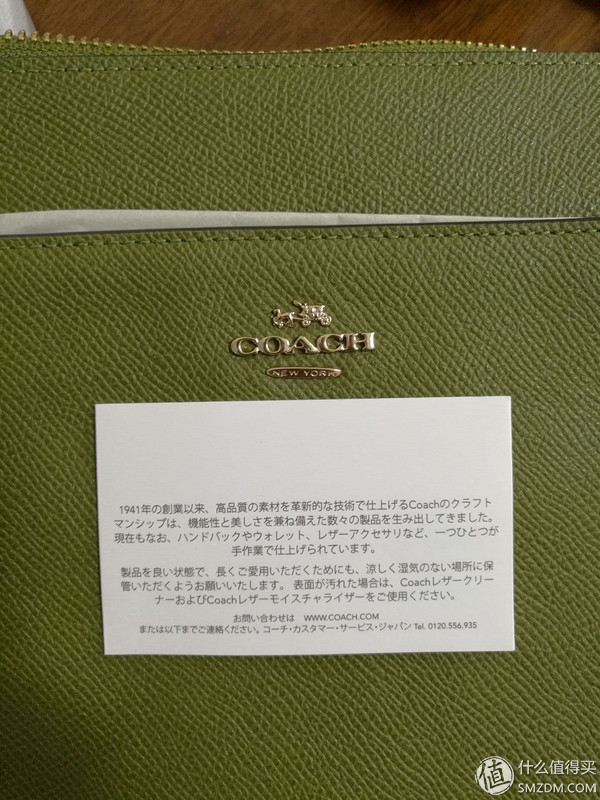 COACH
NEW YORK
1941年の創業以来、高品質の素材を革新的な技術で仕上げるCoachのクラフト
マンシップは、機能性と美しさを兼ね備えた数々の製品を生み出してきました。
現在もなお、ハンドバックやウォレット、レザーアクセサリなど、一つひとつが
手作業で仕上げられています。
製品を良い状態で、長くご愛用いただくためにも、涼しく湿気のない場所に保
管いただくようお願いいたします。 表面が汚れた場合は、Coachレザークリー
ナーおよびCoachレザーモイスチャライザーをご使用ください。
お問い合わせは WWW.COACH.COM
または以下までご連絡ください。コーチ・カスタマー・サービス・ジャパン Tel. 0120.556.935
值 什么值得买
SMZDM.COM